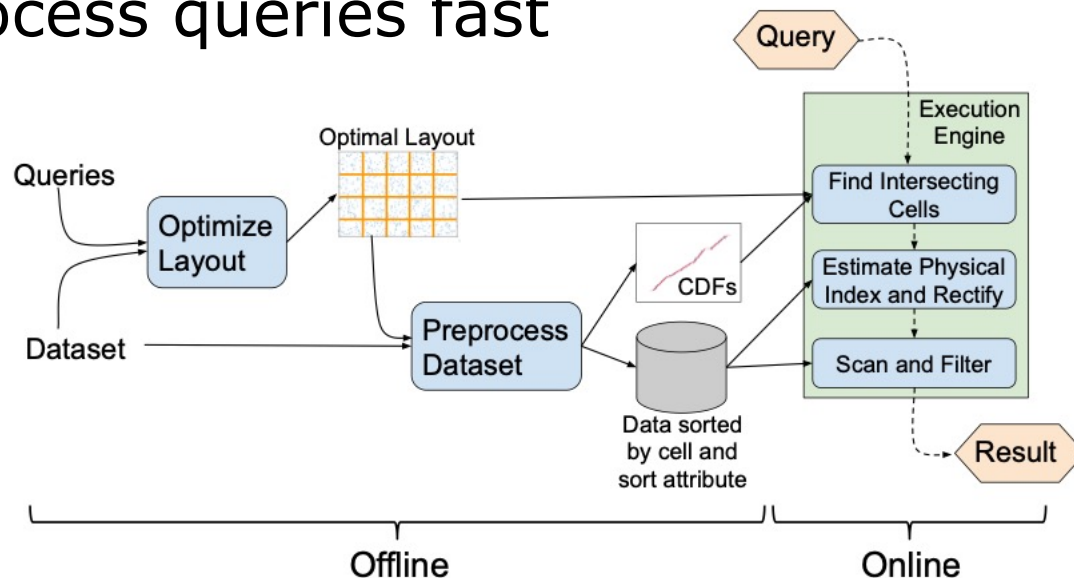 queries fast
Query
Execution
Engine
Optimal Layout
Queries
Find Intersecting
Cells
Optimize
Layout
CDFs
Estimate Physical
Index and Rectify
Dataset
Preprocess
Dataset
Scan and Filter
Data sorted
by cell and
sort attribute
Result
Offline
Online